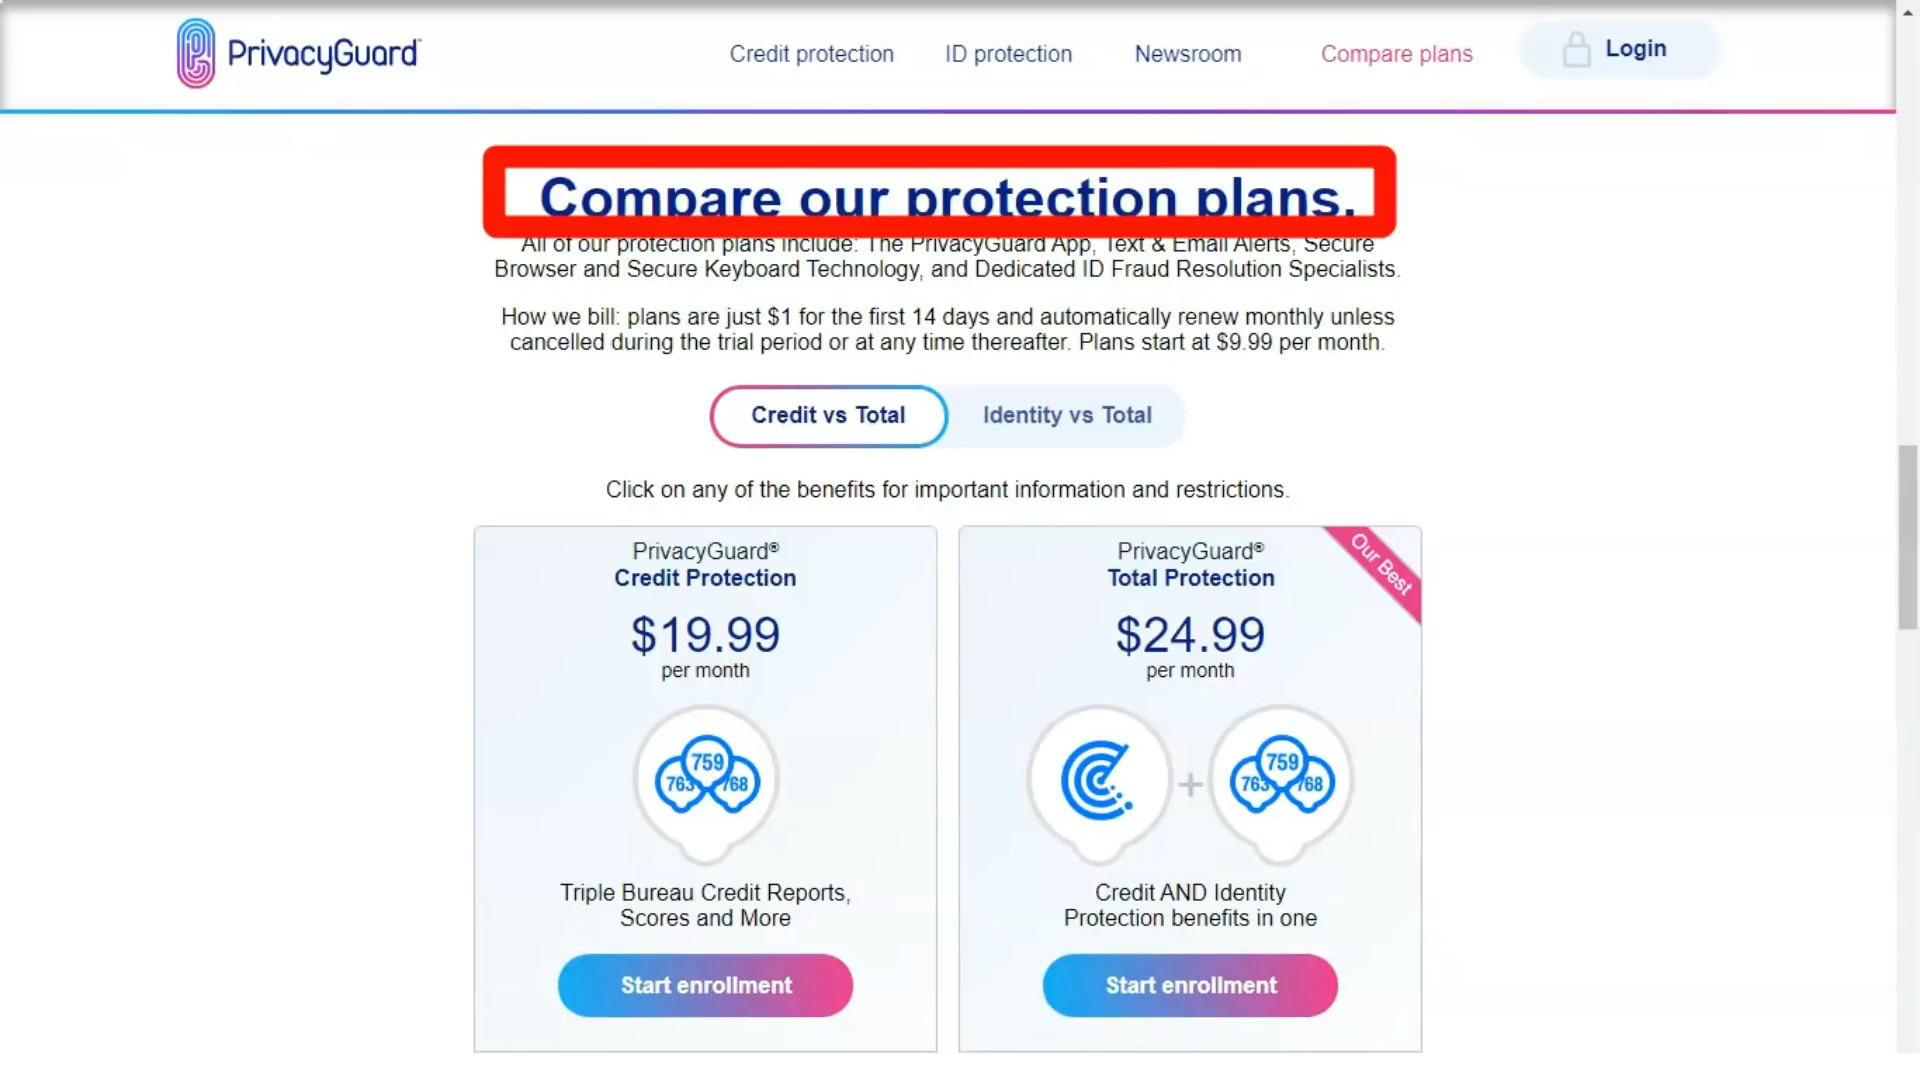 PrivacyGuard™
Credit protection
ID protection
Newsroom
Compare plans
Login
Compare our protection plans.
All of our protection plans include: The PrivacyGuard App, Text & Email Alerts, Secure
Browser and Secure Keyboard Technology, and Dedicated ID Fraud Resolution Specialists.
How we bill: plans are just $1 for the first 14 days and automatically renew monthly unless
cancelled during the trial period or at any time thereafter. Plans start at $9.99 per month.
Credit vs Total
Identity vs Total
Click on any of the benefits for important information and restrictions.
PrivacyGuard®
Credit Protection
$19.99
per month
759
763 768
Triple Bureau Credit Reports,
Scores and More
Start enrollment
Our Best
PrivacyGuard®
Total Protection
$24.99
per month
+
759
763 768
Credit AND Identity
Protection benefits in one
Start enrollment